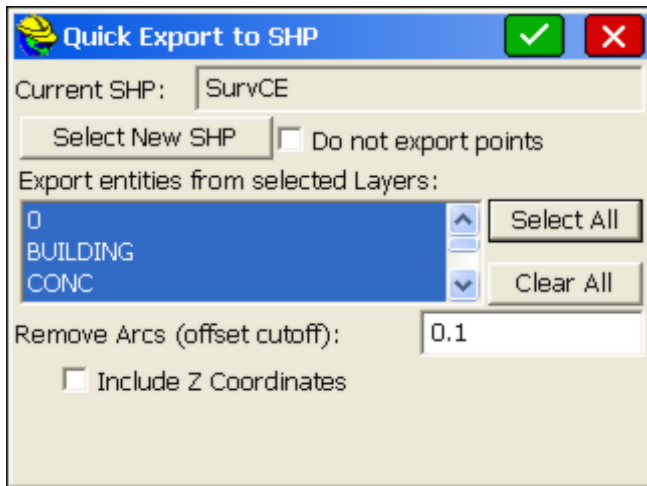 Quick Export to SHP
Current SHP: SurvCE
Select New SHP Do not export points
Export entities from selected Layers:
0 Select All
BUILDING
CONC Clear All
Remove Arcs (offset cutoff): 0.1
Include Z Coordinates